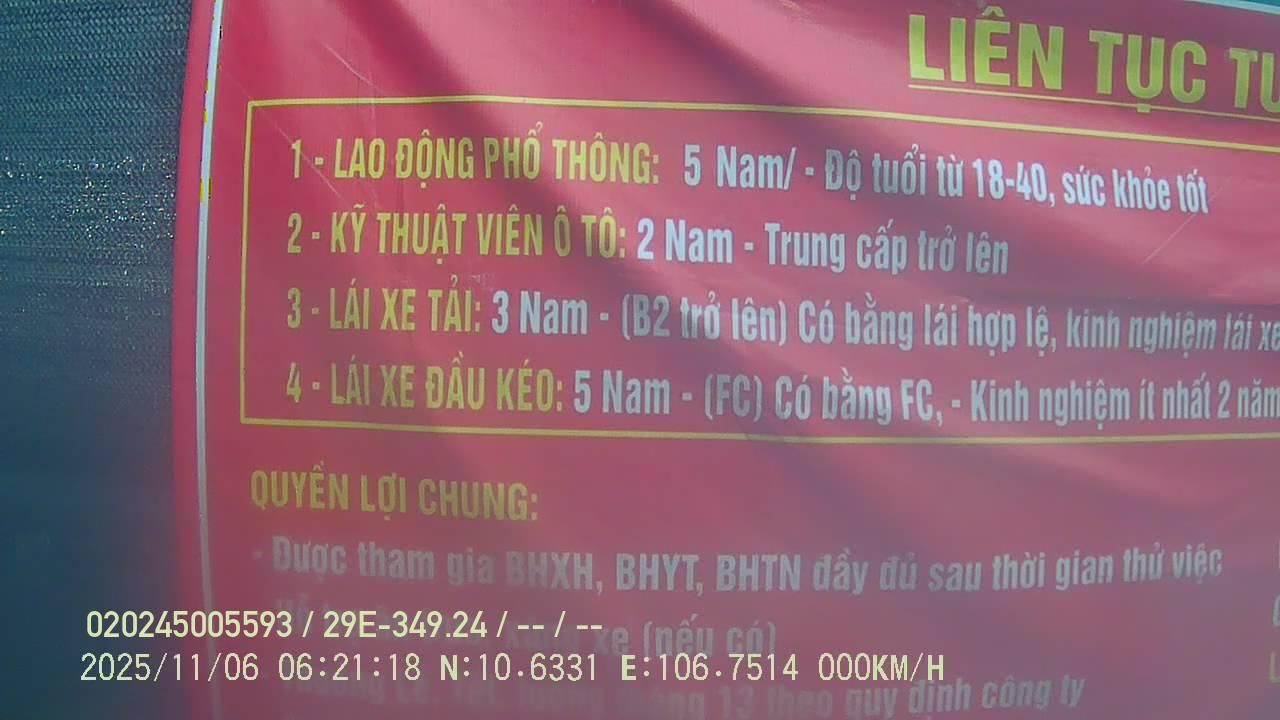 LIÊN TỤC TU
1 - LAO ĐỘNG PHỔ THÔNG: 5 Nam/ - Độ tuổi từ 18-40, sức khỏe tốt
2 - KỸ THUẬT VIÊN Ô TÔ: 2 Nam - Trung cấp trở lên
3 - LÁI XE TẢI: 3 Nam - (B2 trở lên) Có bằng lái hợp lệ, kinh nghiệm lái xe
4 - LÁI XE ĐẦU KÉO: 5 Nam - (FC) Có bằng FC, - Kinh nghiệm ít nhất 2 năm
QUYỀN LỢI CHUNG:
- Được tham gia BHXH, BHYT, BHTN đầy đủ sau thời gian thử việc
xe (nếu có)
020245005593 / 29E-349.24 / -- / --
2025/11/06 06:21:18 N:10.6331 E:106.7514 000KM/H
13 theo quy định công ty